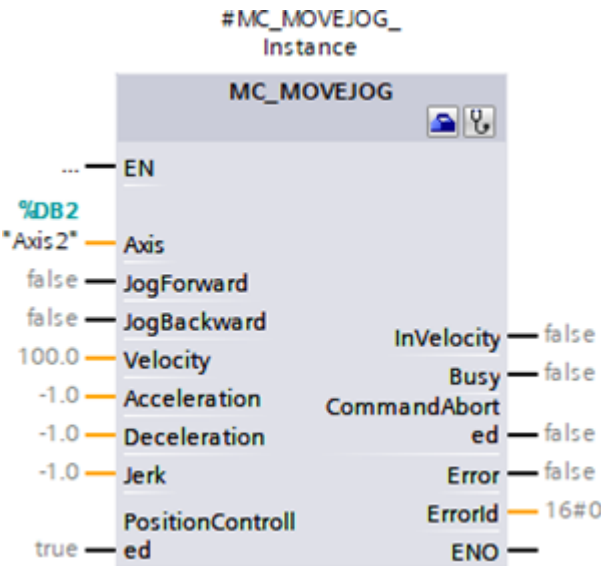 #MC_MOVEJOG_
Instance
MC_MOVEJOG
... EN
%DB2
"Axis2" Axis
false JogForward
false JogBackward
InVelocity false
100.0 Velocity
Busy false
-1.0 Acceleration
CommandAbort
ed false
-1.0 Deceleration
-1.0 Jerk
Error false
PositionControll
ed
true
ErrorId 16#0
ENO